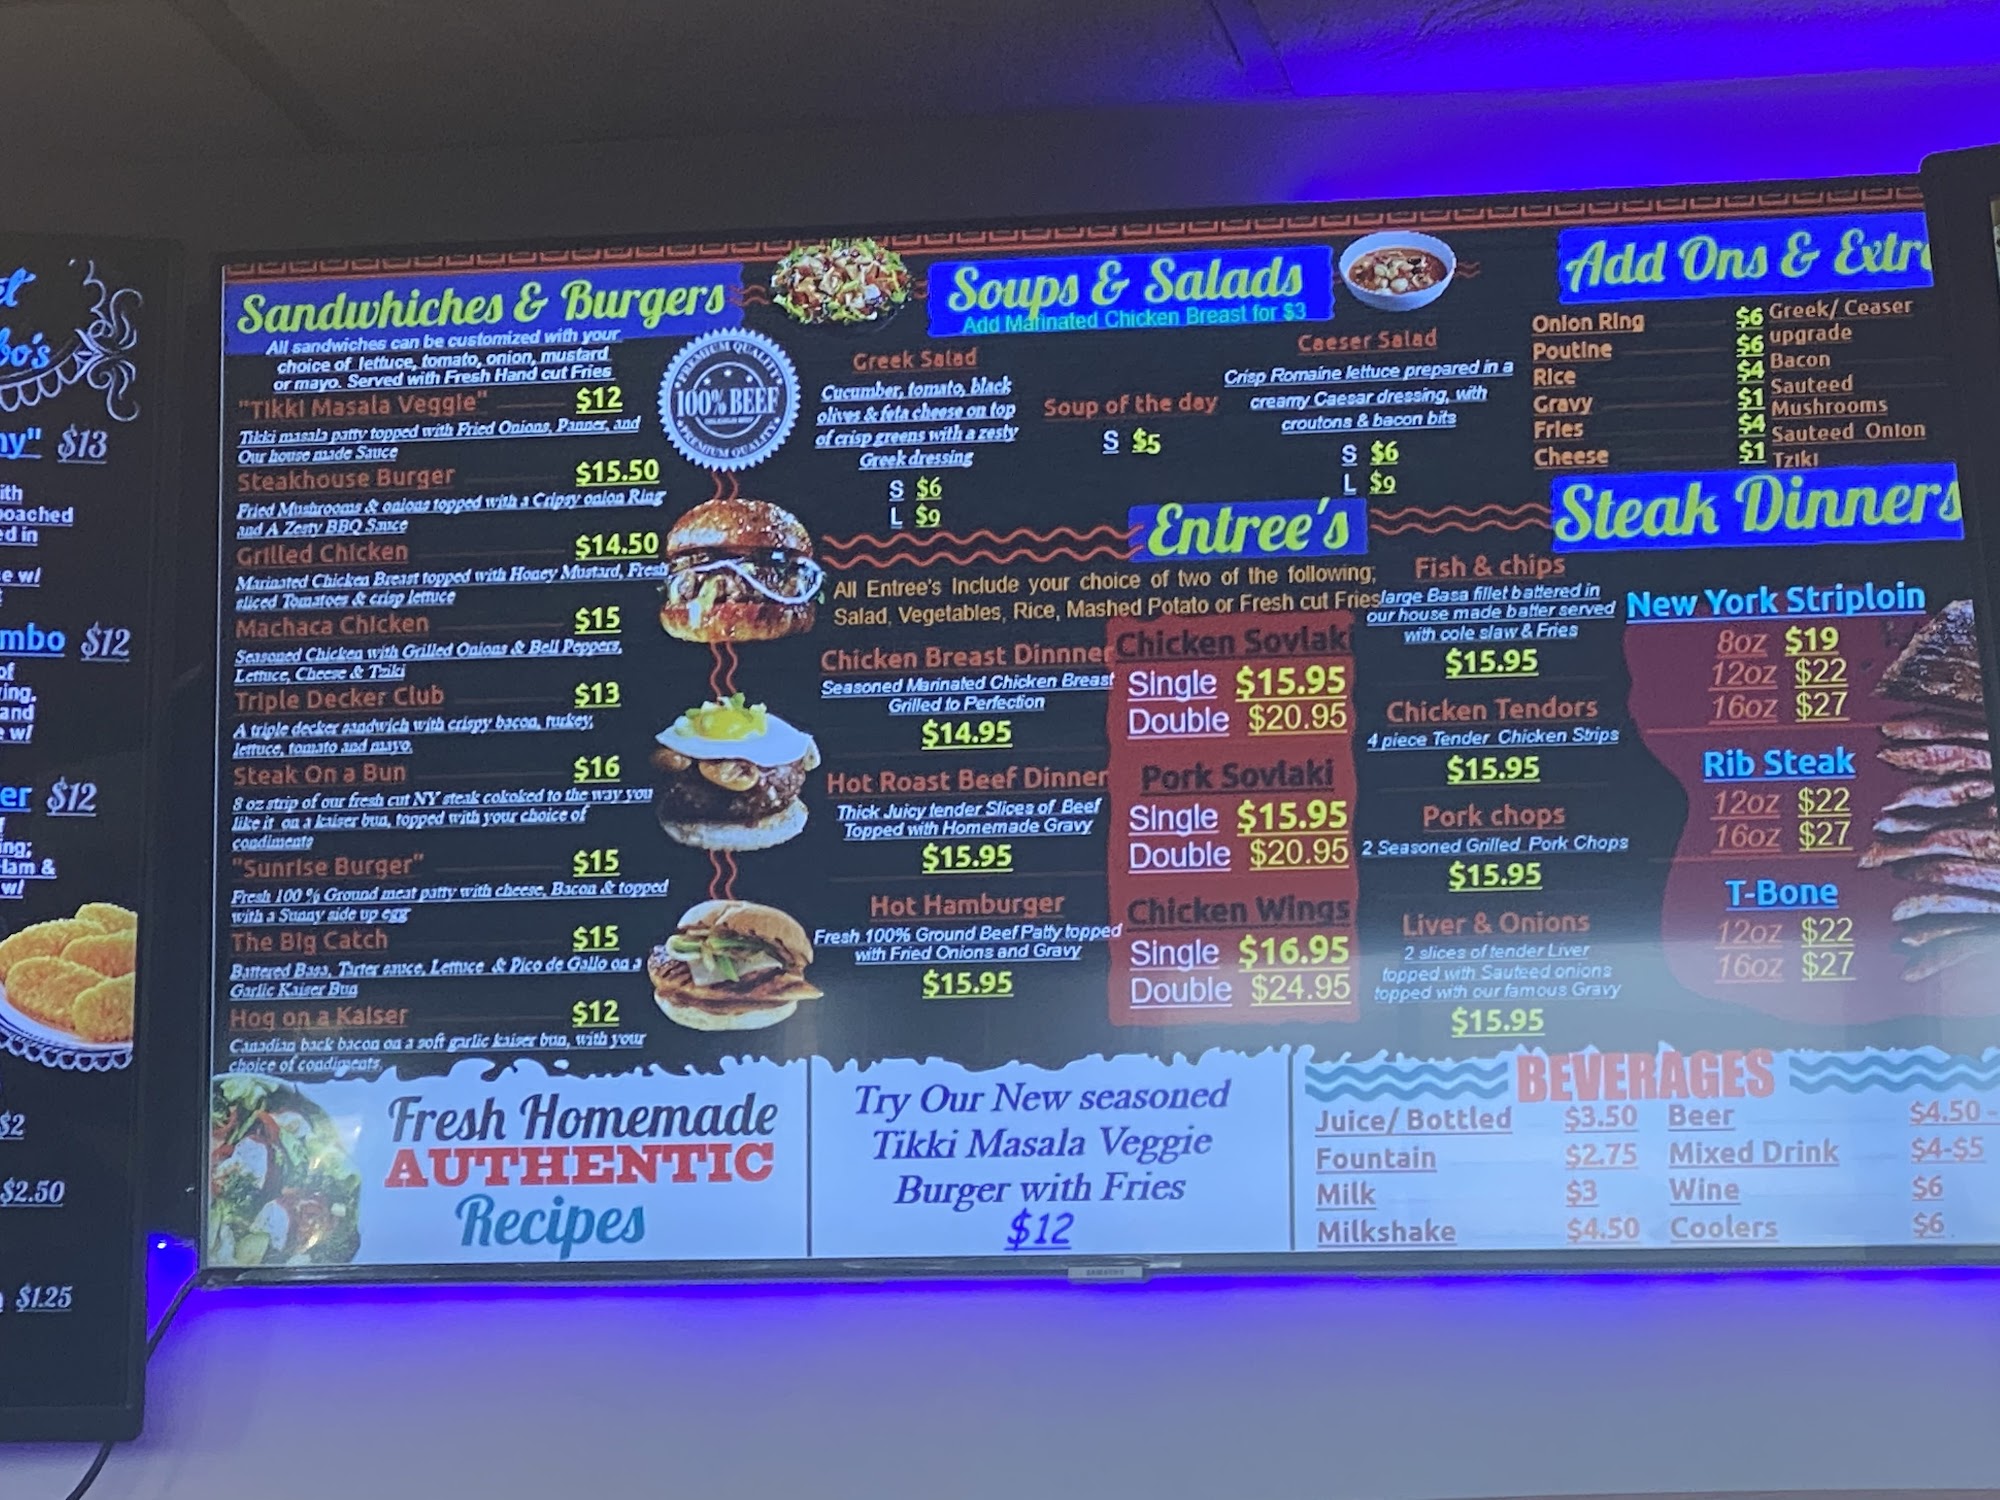 ny" $13
ith
oached
ed in
e w/
mbo $12
of
ing,
and
w/
er $12
ing;
Ham &
w/
$2
$2.50
$1.25
Sandwhiches & Burgers
All sandwiches can be customized with your
choice of lettuce, tomato, onion, mustard
or mayo. Served with Fresh Hand cut Fries
"Tikki Masala Veggie" $12
Tikki masala patty topped with Fried Onions, Panner, and
Our house made Sauce
Steakhouse Burger $15.50
Fried Mushrooms & onions topped with a Cripsy onion Ring
and A Zesty BBQ Sauce
Grilled Chicken $14.50
Marinated Chicken Breast topped with Honey Mustard, Fresh
sliced Tomatoes & crisp lettuce
Machaca Chicken $15
Seasoned Chicken with Grilled Onions & Bell Peppers,
Lettuce, Cheese & Tziki
Triple Decker Club $13
A triple decker sandwich with crispy bacon, turkey,
lettuce, tomato and mayo.
Steak On a Bun $16
8 oz strip of our fresh cut NY steak cokoked to the way you
like it on a kaiser bun, topped with your choice of
condiments
"Sunrise Burger" $15
Fresh 100 % Ground meat patty with cheese, Bacon & topped
with a Sunny side up egg
The Big Catch $15
Battered Basa, Tarter sauce, Lettuce & Pico de Gallo on a
Garlic Kaiser Bun
Hog on a Kaiser $12
Canadian back bacon on a soft garlic kaiser bun, with your
choice of condiments.
PREMIUM QUALITY
100% BEEF
PREMIUM QUALITY
Soups & Salads
Add Marinated Chicken Breast for $3
Greek Salad
Cucumber, tomato, black
olives & feta cheese on top
of crisp greens with a zesty
Greek dressing
S $6
L $9
Soup of the day
S $5
Caeser Salad
Crisp Romaine lettuce prepared in a
creamy Caesar dressing, with
croutons & bacon bits
S $6
L $9
Entree's
All Entree's Include your choice of two of the following;
Salad, Vegetables, Rice, Mashed Potato or Fresh cut Fries
Chicken Breast Dinnner
Seasoned Marinated Chicken Breast
Grilled to Perfection
$14.95
Hot Roast Beef Dinner
Thick Juicy tender Slices of Beef
Topped with Homemade Gravy
$15.95
Hot Hamburger
Fresh 100% Ground Beef Patty topped
with Fried Onions and Gravy
$15.95
Chicken Sovlaki
Single $15.95
Double $20.95
Pork Sovlaki
Single $15.95
Double $20.95
Chicken Wings
Single $16.95
Double $24.95
Fish & chips
large Basa fillet battered in
our house made batter served
with cole slaw & Fries
$15.95
Chicken Tendors
4 piece Tender Chicken Strips
$15.95
Pork chops
2 Seasoned Grilled Pork Chops
$15.95
Liver & Onions
2 slices of tender Liver
topped with Sauteed onions
topped with our famous Gravy
$15.95
Add Ons & Extr
Onion Ring $6
Poutine $6
Rice $4
Gravy $1
Fries $4
Cheese $1
Greek/ Ceaser
upgrade
Bacon
Sauteed
Mushrooms
Sauteed Onion
Tziki
Steak Dinners
New York Striploin
8oz $19
12oz $22
16oz $27
Rib Steak
12oz $22
16oz $27
T-Bone
12oz $22
16oz $27
Fresh Homemade
AUTHENTIC
Recipes
Try Our New seasoned
Tikki Masala Veggie
Burger with Fries
$12
BEVERAGES
Juice/ Bottled $3.50
Fountain $2.75
Milk $3
Milkshake $4.50
Beer $4.50 -
Mixed Drink $4-$5
Wine $6
Coolers $6
SAMSUNG